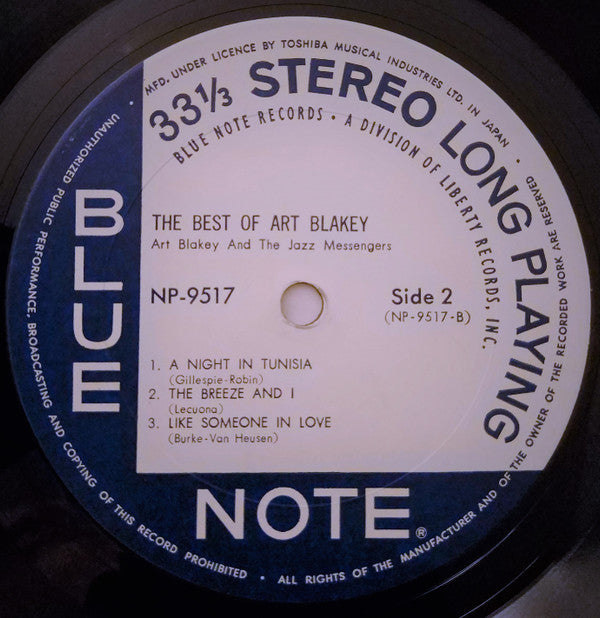 MFD. UNDER LICENCE BY TOSHIBA MUSICAL INDUSTRIES LTD. IN JAPAN •
33⅓ STEREO LONG PLAYING
BLUE NOTE RECORDS • A DIVISION OF LIBERTY RECORDS, INC.
BLUE
THE BEST OF ART BLAKEY
Art Blakey And The Jazz Messengers
NP-9517
Side 2
(NP-9517-B)
1. A NIGHT IN TUNISIA
(Gillespie-Robin)
2. THE BREEZE AND I
(Lecuona)
3. LIKE SOMEONE IN LOVE
(Burke-Van Heusen)
NOTE®
• UNAUTHORIZED PUBLIC PERFORMANCE, BROADCASTING AND COPYING OF THIS RECORD PROHIBITED • ALL RIGHTS OF THE MANUFACTURER AND OF THE OWNER OF THE RECORDED WORK ARE RESERVED